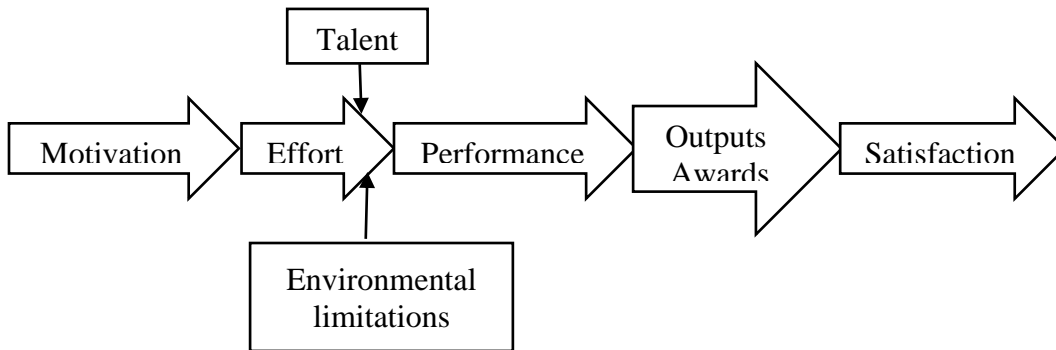 Talent
Motivation
Effort
Performance
Outputs
Awards
Satisfaction
Environmental
limitations